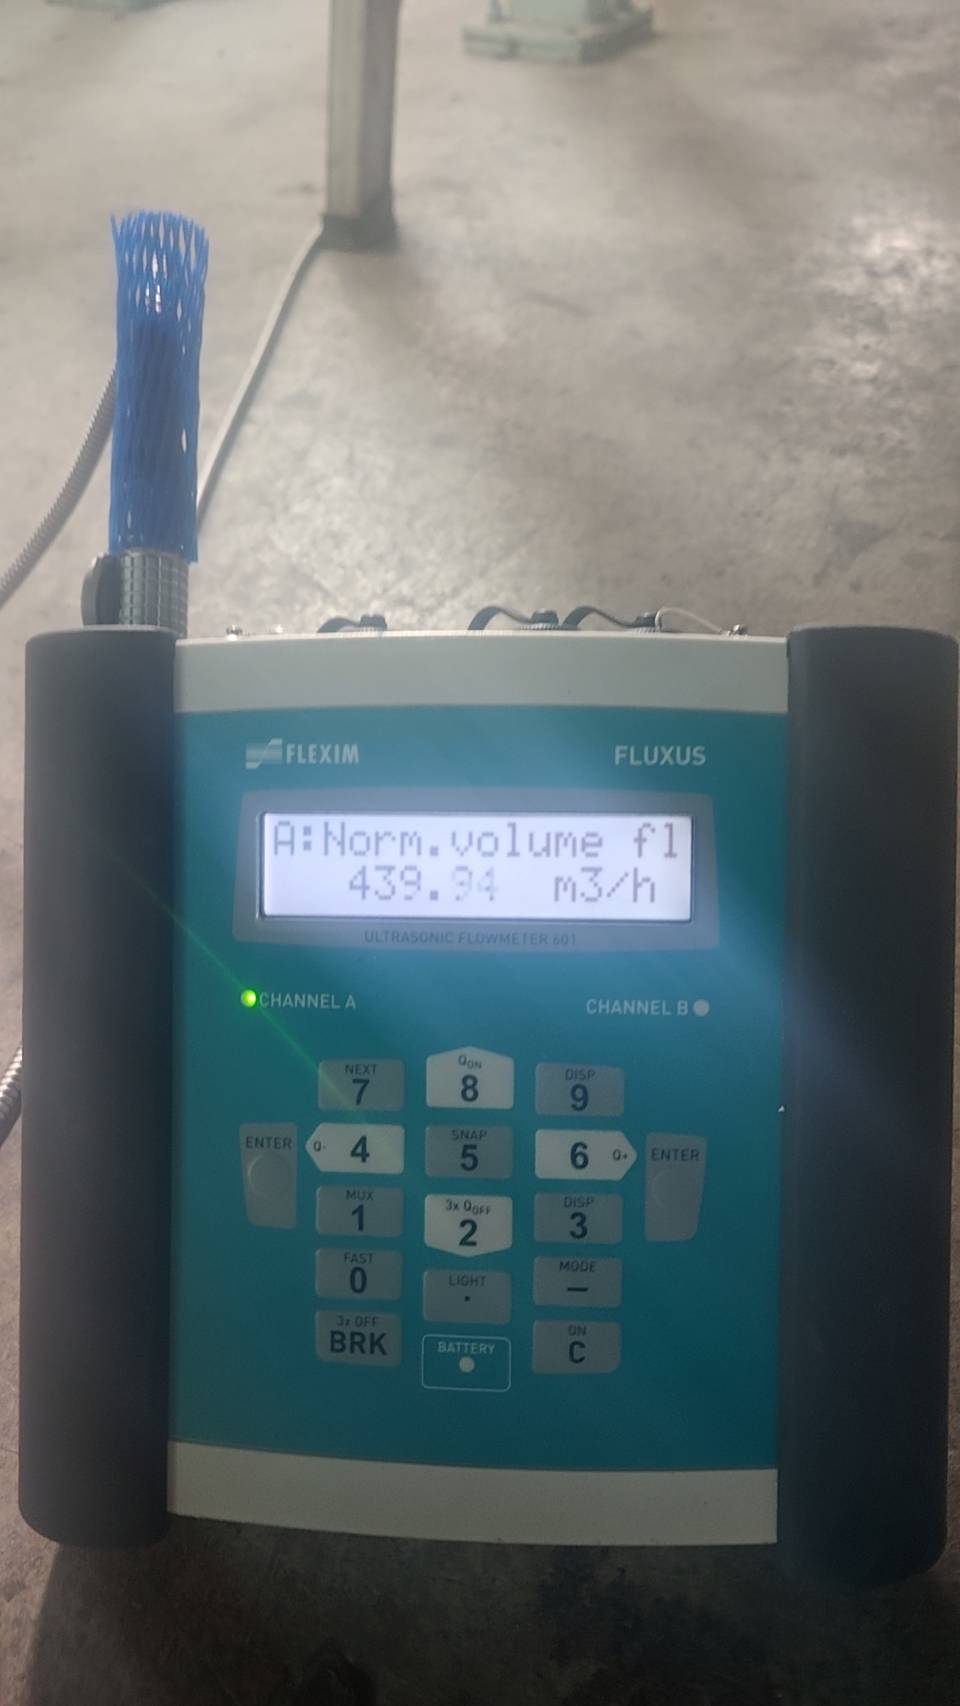 FLEXIM
FLUXUS
A:Norm.volume fl
439.94 m3/h
ULTRASONIC FLOWMETER 601
CHANNEL A
CHANNEL B
NEXT
7
QON
8
DISP
9
ENTER
Q-
4
SNAP
5
6
Q+
ENTER
MUX
1
3x QOFF
2
DISP
3
FAST
0
LIGHT
.
MODE
–
3x OFF
BRK
BATTERY
ON
C